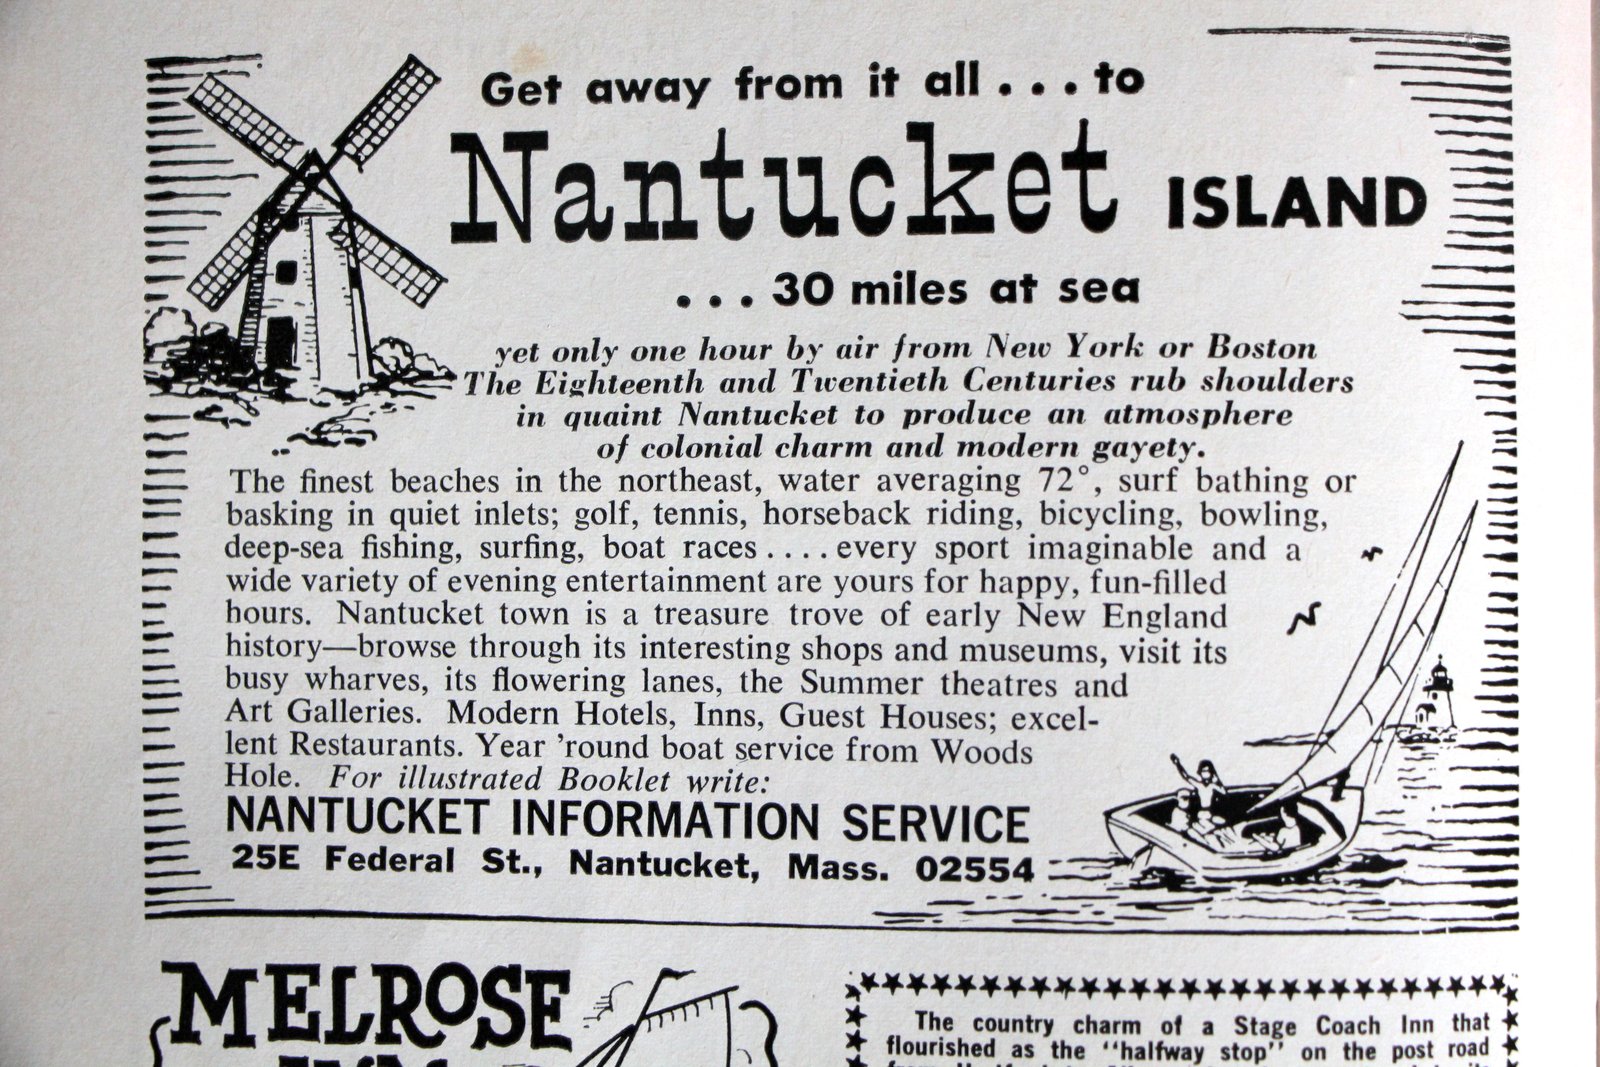 Get away from it all . . . to
Nantucket ISLAND
. . . 30 miles at sea
yet only one hour by air from New York or Boston
The Eighteenth and Twentieth Centuries rub shoulders
in quaint Nantucket to produce an atmosphere
of colonial charm and modern gayety.
The finest beaches in the northeast, water averaging 72°, surf bathing or
basking in quiet inlets; golf, tennis, horseback riding, bicycling, bowling,
deep-sea fishing, surfing, boat races . . . . every sport imaginable and a
wide variety of evening entertainment are yours for happy, fun-filled
hours. Nantucket town is a treasure trove of early New England
history—browse through its interesting shops and museums, visit its
busy wharves, its flowering lanes, the Summer theatres and
Art Galleries. Modern Hotels, Inns, Guest Houses; excel-
lent Restaurants. Year 'round boat service from Woods
Hole. For illustrated Booklet write:
NANTUCKET INFORMATION SERVICE
25E Federal St., Nantucket, Mass. 02554
MELROSE
The country charm of a Stage Coach Inn that
flourished as the "halfway stop" on the post road